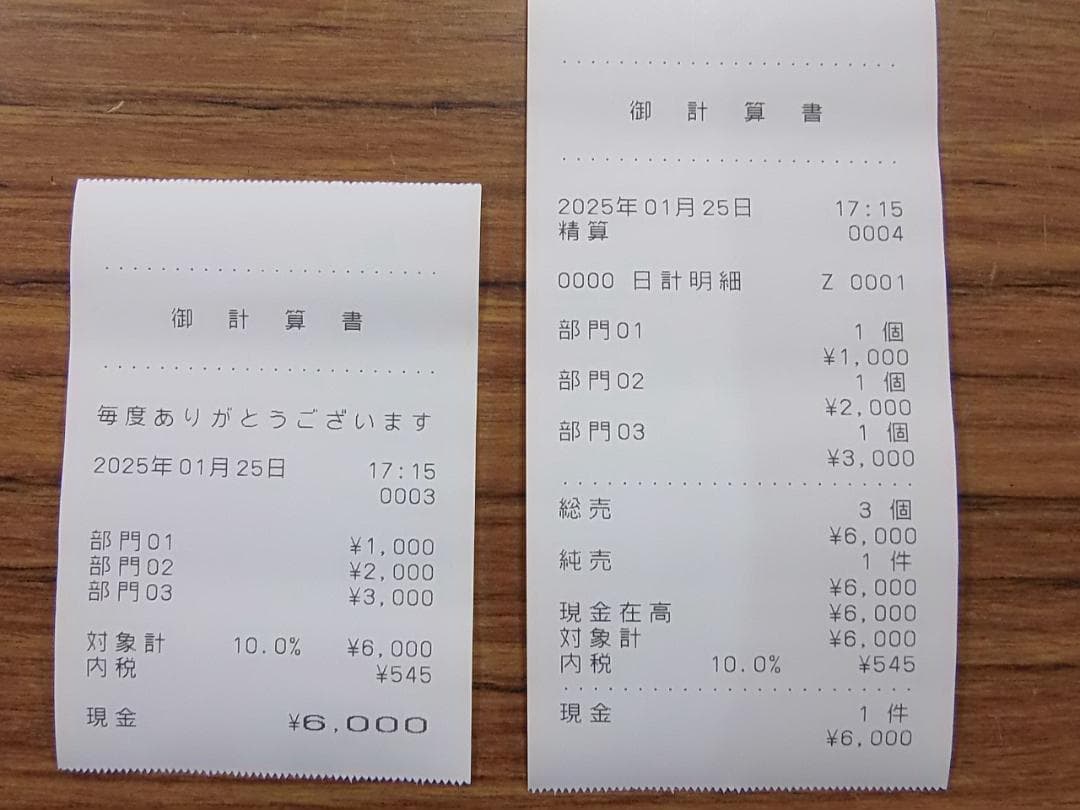 御計算書
毎度ありがとうございます
2025年01月25日 17:15
0003
部門01 ¥1,000
部門02 ¥2,000
部門03 ¥3,000
対象計 10.0% ¥6,000
内税 ¥545
現金 ¥6,000
御計算書
2025年01月25日 17:15
精算 0004
0000 日計明細 Z 0001
部門01 1 個
¥1,000
部門02 1 個
¥2,000
部門03 1 個
¥3,000
総売 3 個
¥6,000
純売 1 件
¥6,000
現金在高 ¥6,000
対象計 ¥6,000
内税 10.0% ¥545
現金 1 件
¥6,000